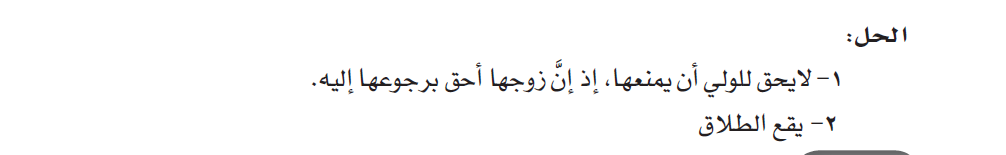 الحل:
١- لايحق للولي أن يمنعها، إذ إنَّ زوجها أحق برجوعها إليه.
٢- يقع الطلاق